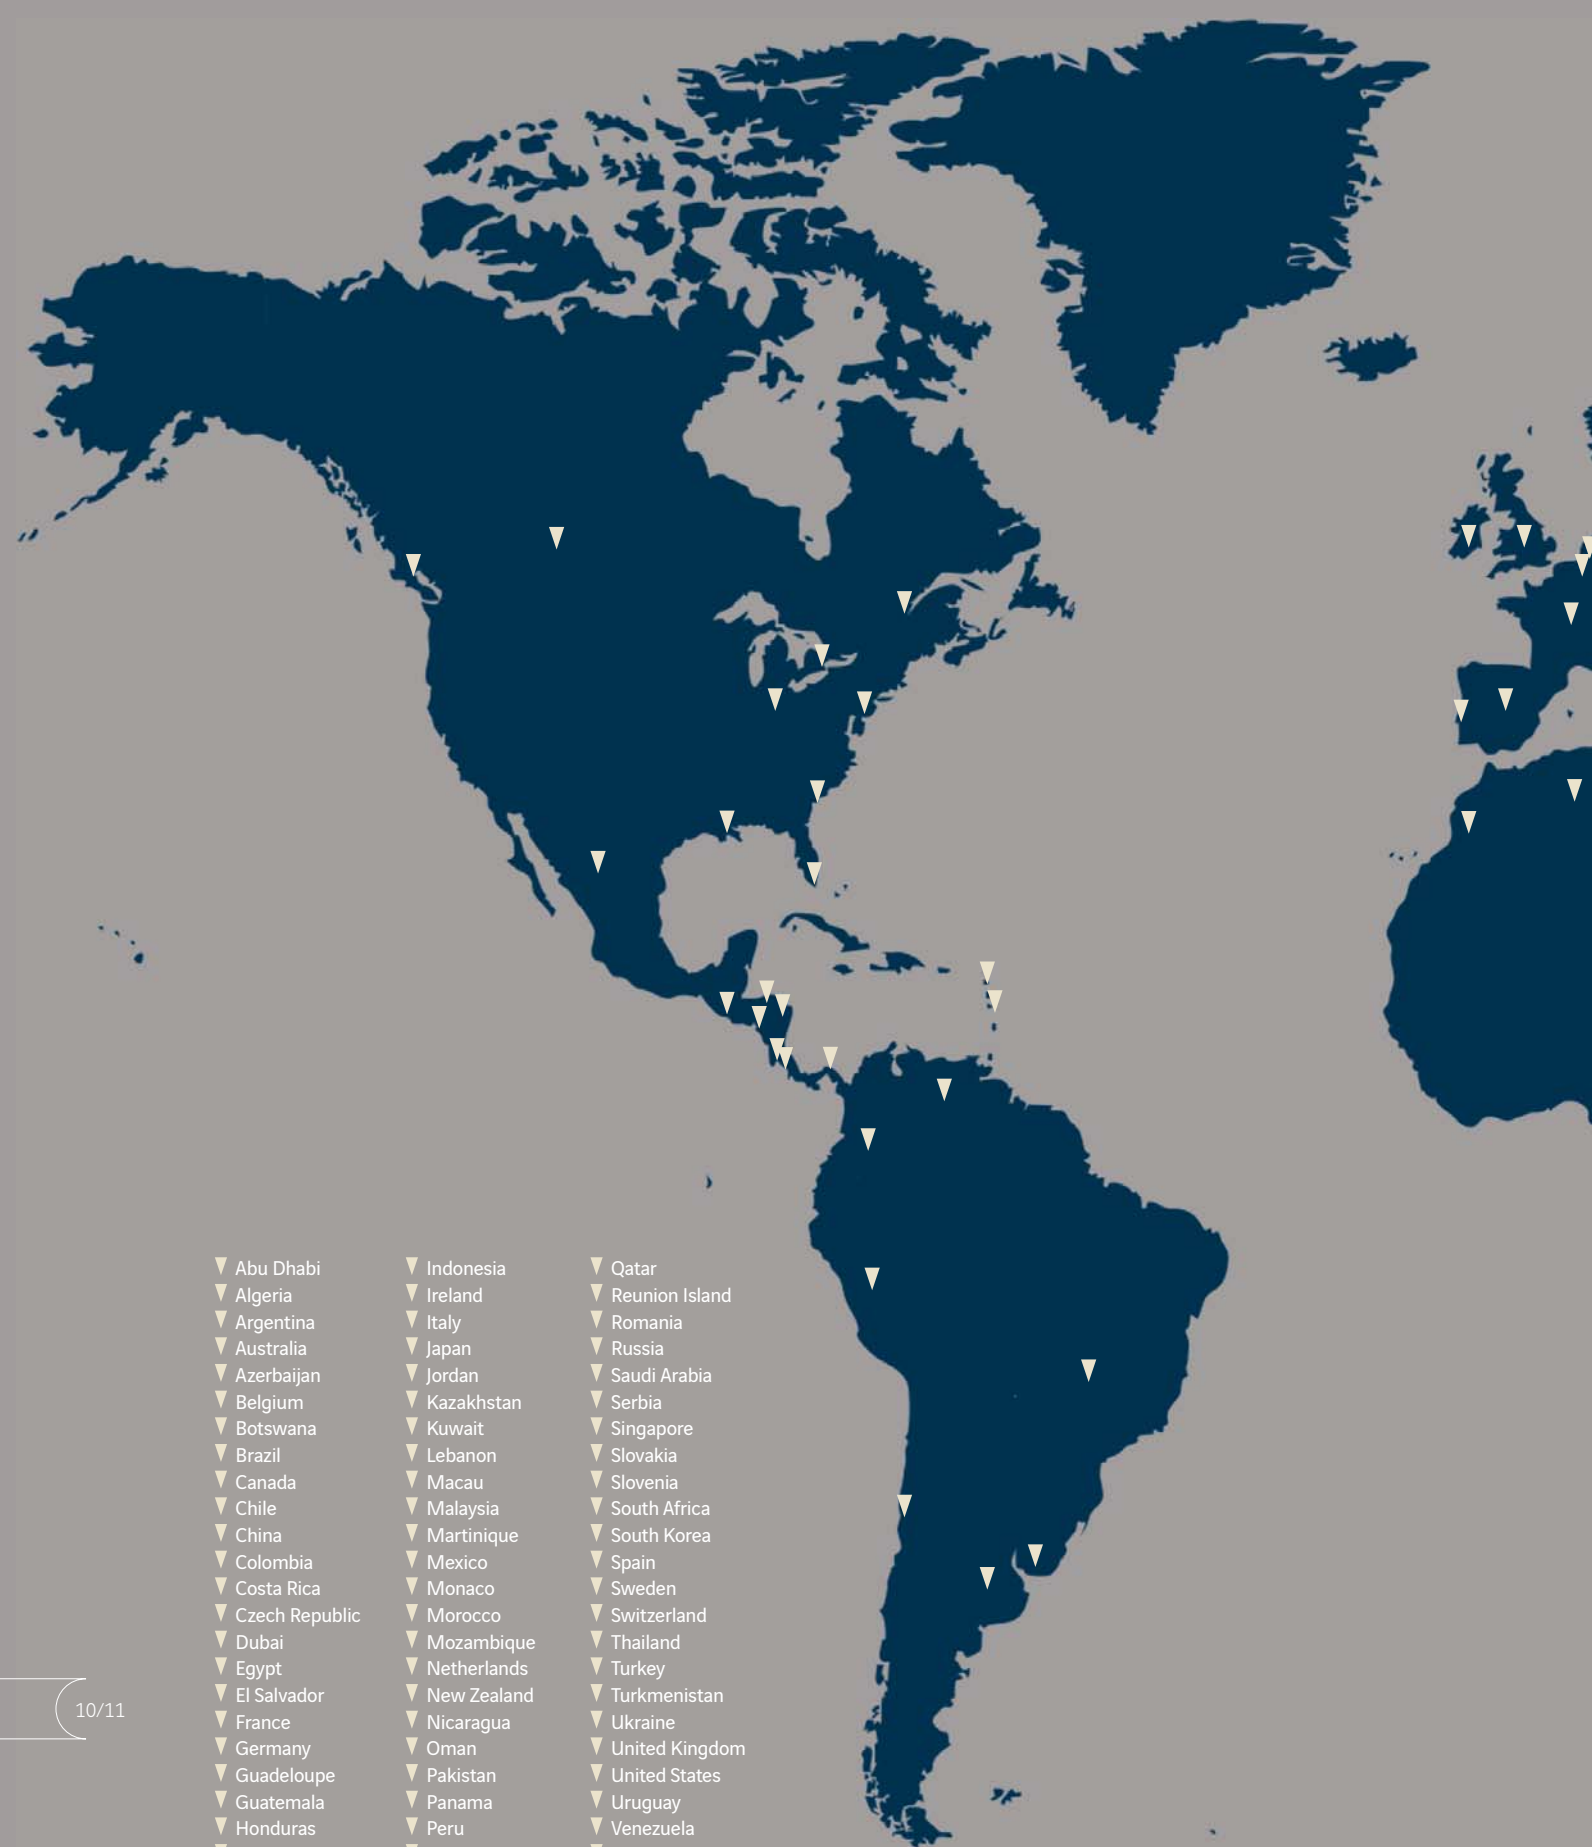 Abu Dhabi
Algeria
Argentina
Australia
Azerbaijan
Belgium
Botswana
Brazil
Canada
Chile
China
Colombia
Costa Rica
Czech Republic
Dubai
Egypt
El Salvador
France
Germany
Guadeloupe
Guatemala
Honduras
Indonesia
Ireland
Italy
Japan
Jordan
Kazakhstan
Kuwait
Lebanon
Macau
Malaysia
Martinique
Mexico
Monaco
Morocco
Mozambique
Netherlands
New Zealand
Nicaragua
Oman
Pakistan
Panama
Peru
Qatar
Reunion Island
Romania
Russia
Saudi Arabia
Serbia
Singapore
Slovakia
Slovenia
South Africa
South Korea
Spain
Sweden
Switzerland
Thailand
Turkey
Turkmenistan
Ukraine
United Kingdom
United States
Uruguay
Venezuela
10/11